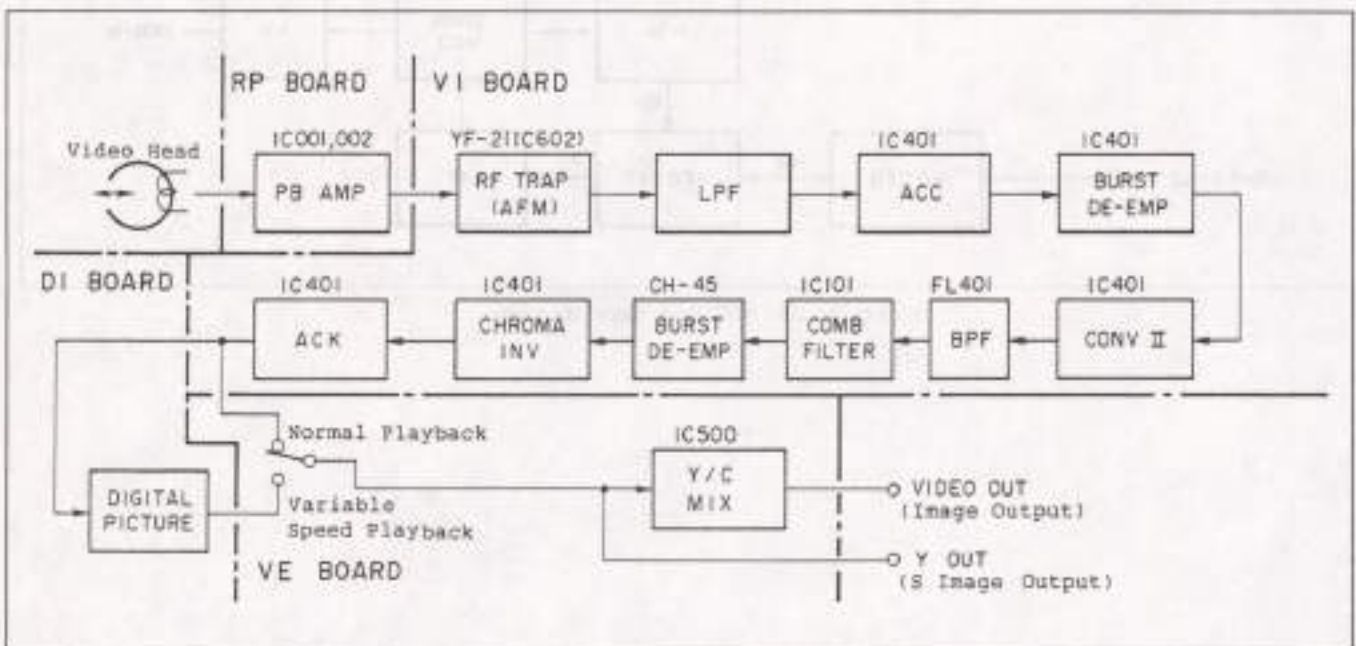 RP BOARD
VI BOARD
Video Head
IC001,002
PB AMP
YF-21(IC602)
RF TRAP
(AFM)
LPF
IC401
ACC
IC401
BURST
DE-EMP
DI BOARD
IC401
ACK
IC401
CHROMA
INV
CH-45
BURST
DE-EMP
IC101
COMB
FILTER
FL401
BPF
IC401
CONV II
Normal Playback
DIGITAL
PICTURE
Variable
Speed Playback
VE BOARD
IC500
Y/C
MIX
VIDEO OUT
(Image Output)
Y OUT
(S Image Output)